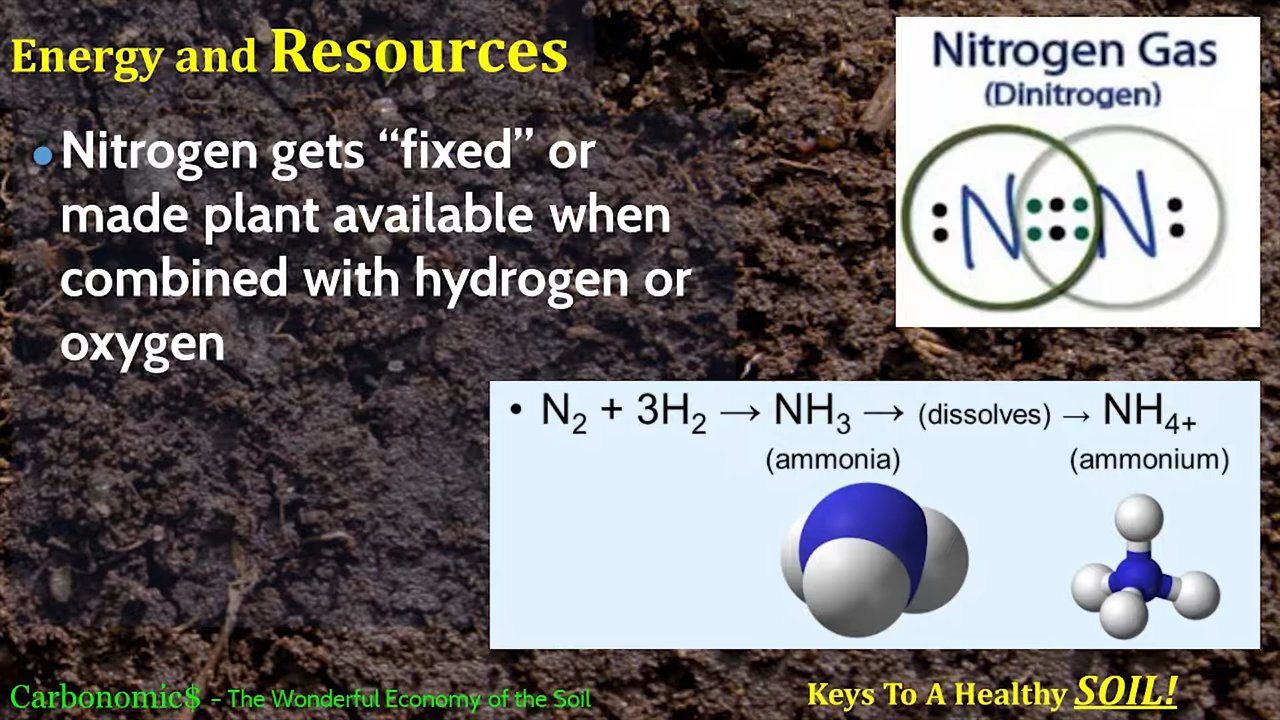 Energy and Resources
• Nitrogen gets “fixed” or
made plant available when
combined with hydrogen or
oxygen
Nitrogen Gas
(Dinitrogen)
N N
• N₂ + 3H₂ → NH₃ → (dissolves) → NH₄₊
(ammonia) (ammonium)
Carbonomic$ – The Wonderful Economy of the Soil
Keys To A Healthy SOIL!